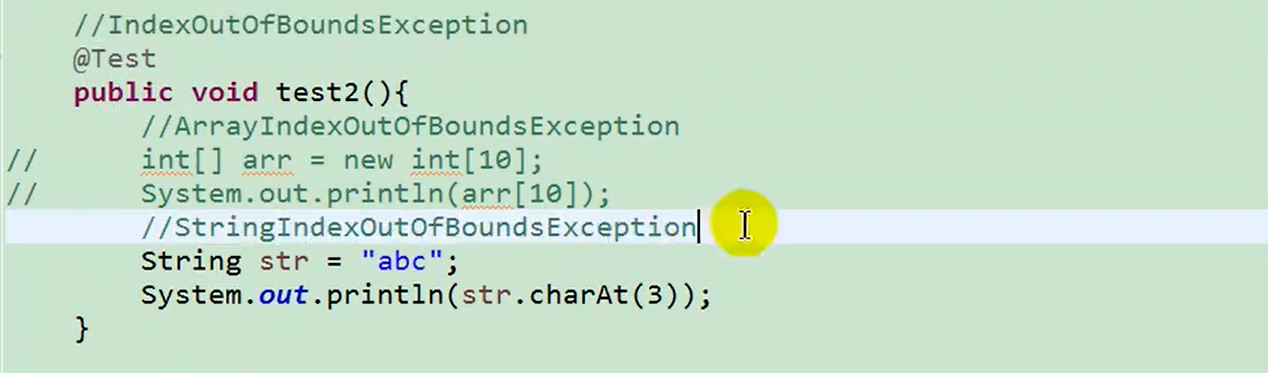 //IndexOutOfBoundsException
@Test
public void test2(){
//ArrayIndexOutOfBoundsException
// int[] arr = new int[10];
// System.out.println(arr[10]);
//StringIndexOutOfBoundsException
String str = "abc";
System.out.println(str.charAt(3));
}